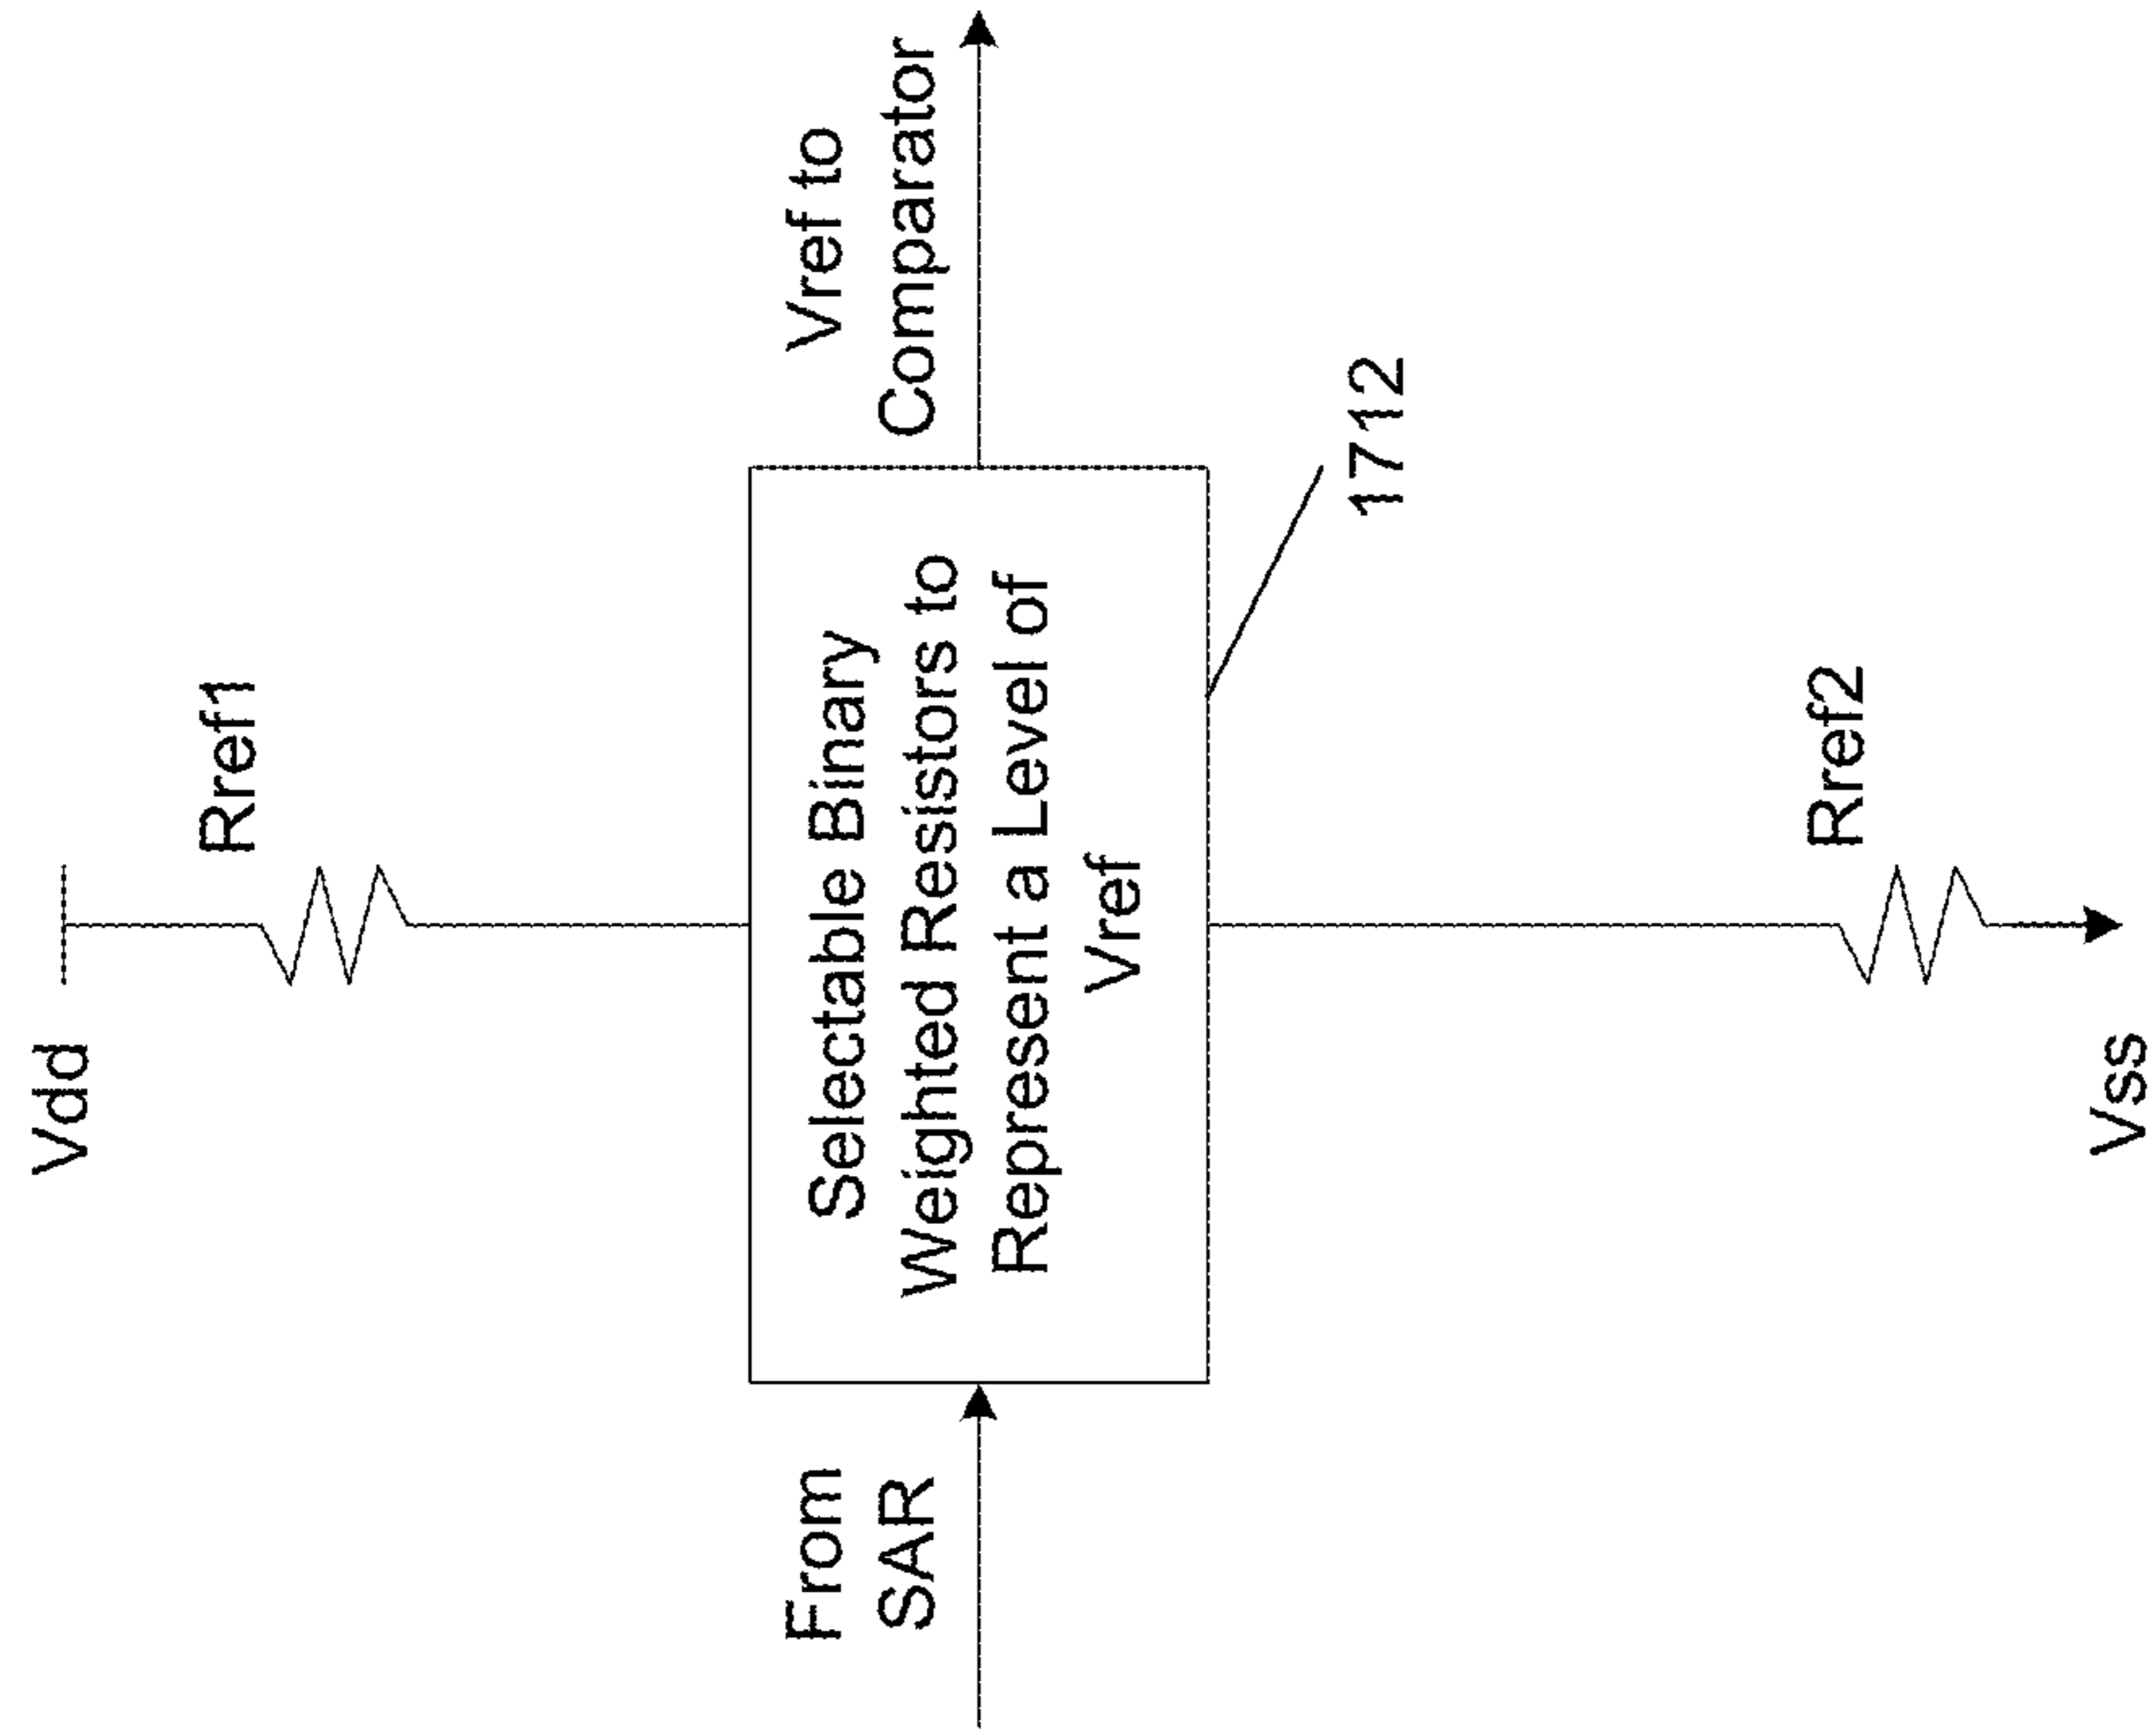 Vdd
Rref1
From
SAR
Selectable Binary
Weighted Resistors to
Represent a Level of
Vref
Vref to
Comparator
1712
Vss
Rref2